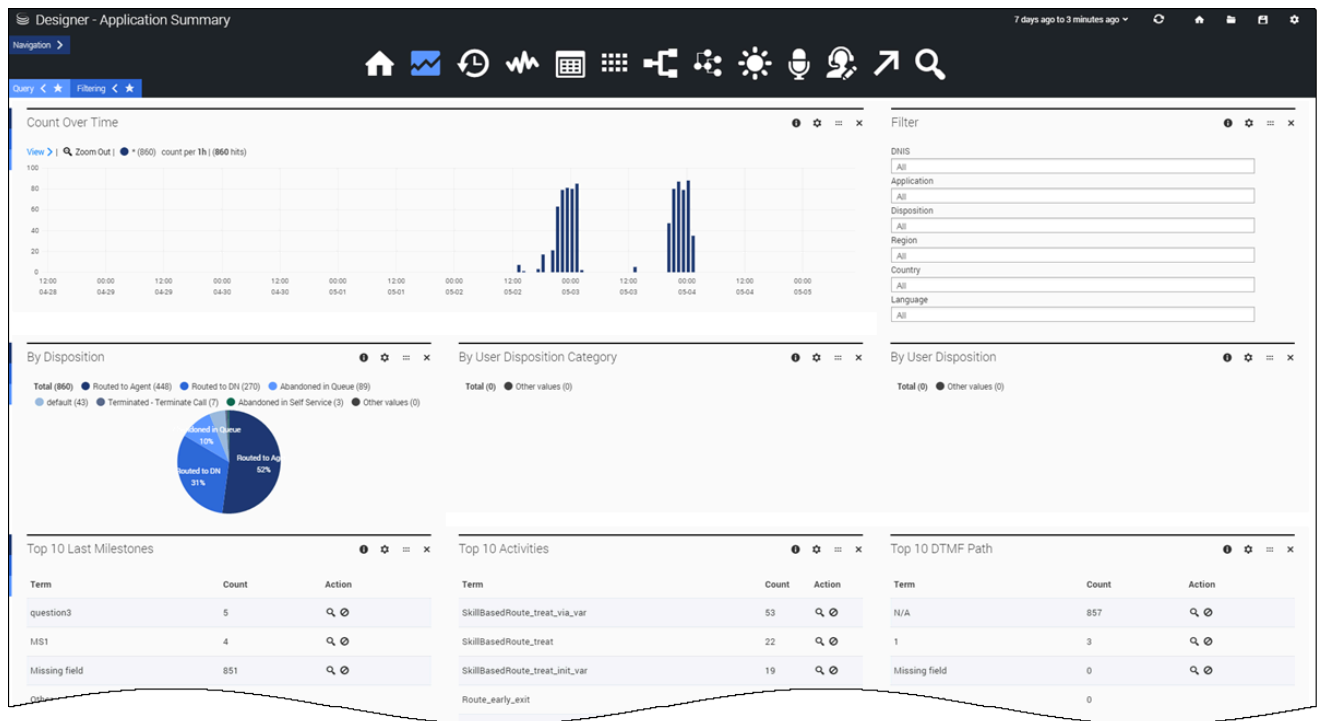 Designer - Application Summary
7 days ago to 3 minutes ago
Navigation
Query
Filtering
Count Over Time
View | Zoom Out | * (860) count per 1h | (860 hits)
100
80
60
40
20
0
12:00 00:00 12:00 00:00 12:00 00:00 12:00 00:00 12:00 00:00 12:00 00:00 12:00 00:00
04-28 04-29 04-29 04-30 04-30 05-01 05-01 05-02 05-02 05-03 05-03 05-04 05-04 05-05
Filter
DNIS
All
Application
All
Disposition
All
Region
All
Country
All
Language
All
By Disposition
Total (860) Routed to Agent (448) Routed to DN (270) Abandoned in Queue (89)
default (43) Terminated - Terminate Call (7) Abandoned in Self Service (3) Other values (0)
doned in Queue
10%
Routed to Ag
52%
outed to DN
31%
By User Disposition Category
Total (0) Other values (0)
By User Disposition
Total (0) Other values (0)
Top 10 Last Milestones
Term Count Action
question3 5
MS1 4
Missing field 851
Top 10 Activities
Term Count Action
SkillBasedRoute_treat_via_var 53
SkillBasedRoute_treat 22
SkillBasedRoute_treat_init_var 19
Route_early_exit
Top 10 DTMF Path
Term Count Action
N/A 857
1 3
Missing field 0
0